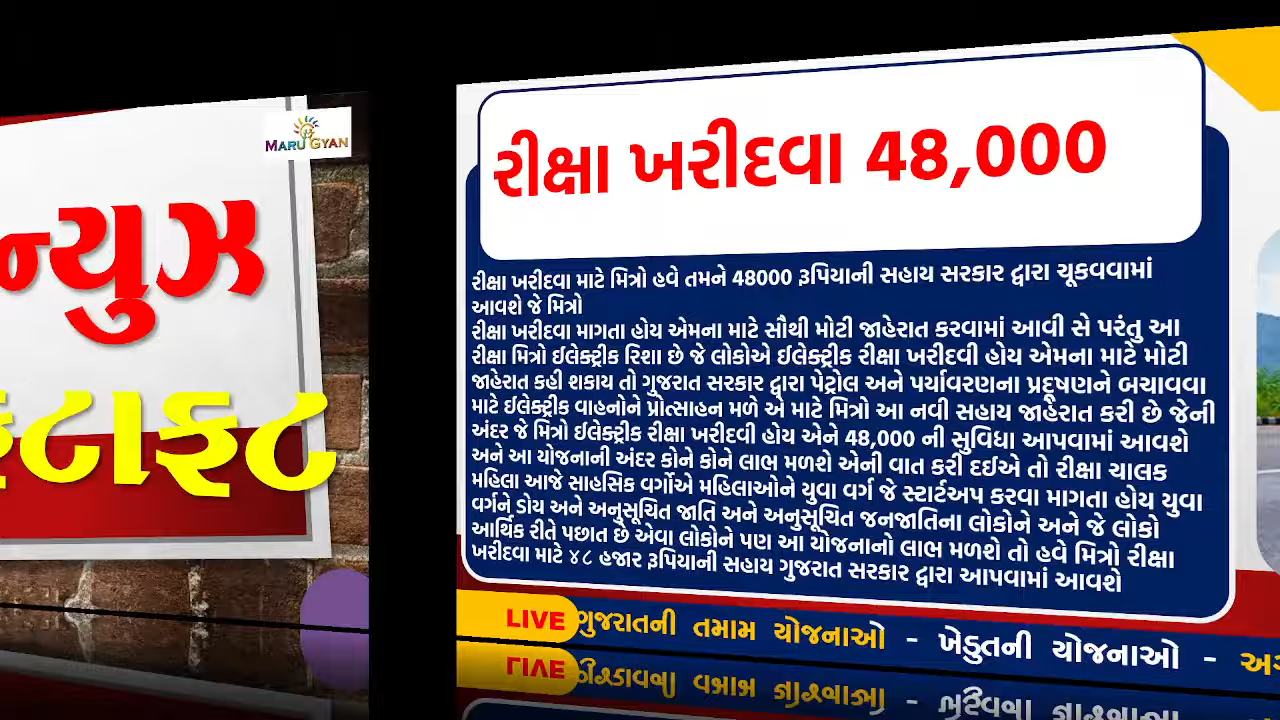 MARU GYAN
ન્યુઝ
રીક્ષા ખરીદવા 48,000
રીક્ષા ખરીદવા માટે મિત્રો હવે તમને 48000 રૂપિયાની સહાય સરકાર દ્વારા ચૂકવવામાં
આવશે જે મિત્રો
રીક્ષા ખરીદવા માગતા હોય એમના માટે સૌથી મોટી જાહેરાત કરવામાં આવી સે પરંતુ આ
રીક્ષા મિત્રો ઈલેક્ટ્રીક રિશા છે જે લોકોએ ઈલેક્ટ્રીક રીક્ષા ખરીદવી હોય એમના માટે મોટી
જાહેરાત કહી શકાય તો ગુજરાત સરકાર દ્વારા પેટ્રોલ અને પર્યાવરણના પ્રદૂષણને બચાવવા
માટે ઈલેક્ટ્રીક વાહનોને પ્રોત્સાહન મળે એ માટે મિત્રો આ નવી સહાય જાહેરાત કરી છે જેની
અંદર જે મિત્રો ઈલેક્ટ્રીક રીક્ષા ખરીદવી હોય એને 48,000 ની સુવિધા આપવામાં આવશે
અને આ યોજનાની અંદર કોને કોને લાભ મળશે એની વાત કરી દઈએ તો રીક્ષા ચાલક
મહિલા આજે સાહસિક વર્ગોએ મહિલાઓને યુવા વર્ગ જે સ્ટાર્ટઅપ કરવા માગતા હોય યુવા
વર્ગને ડોય અને અનુસૂચિત જાતિ અને અનુસૂચિત જનજાતિના લોકોને અને જે લોકો
આર્થિક રીતે પછાત છે એવા લોકોને પણ આ યોજનાનો લાભ મળશે તો હવે મિત્રો રીક્ષા
ખરીદવા માટે ૪૮ હજાર રૂપિયાની સહાય ગુજરાત સરકાર દ્વારા આપવામાં આવશે
LIVE ગુજરાતની તમામ યોજનાઓ - ખેડુતની યોજનાઓ -